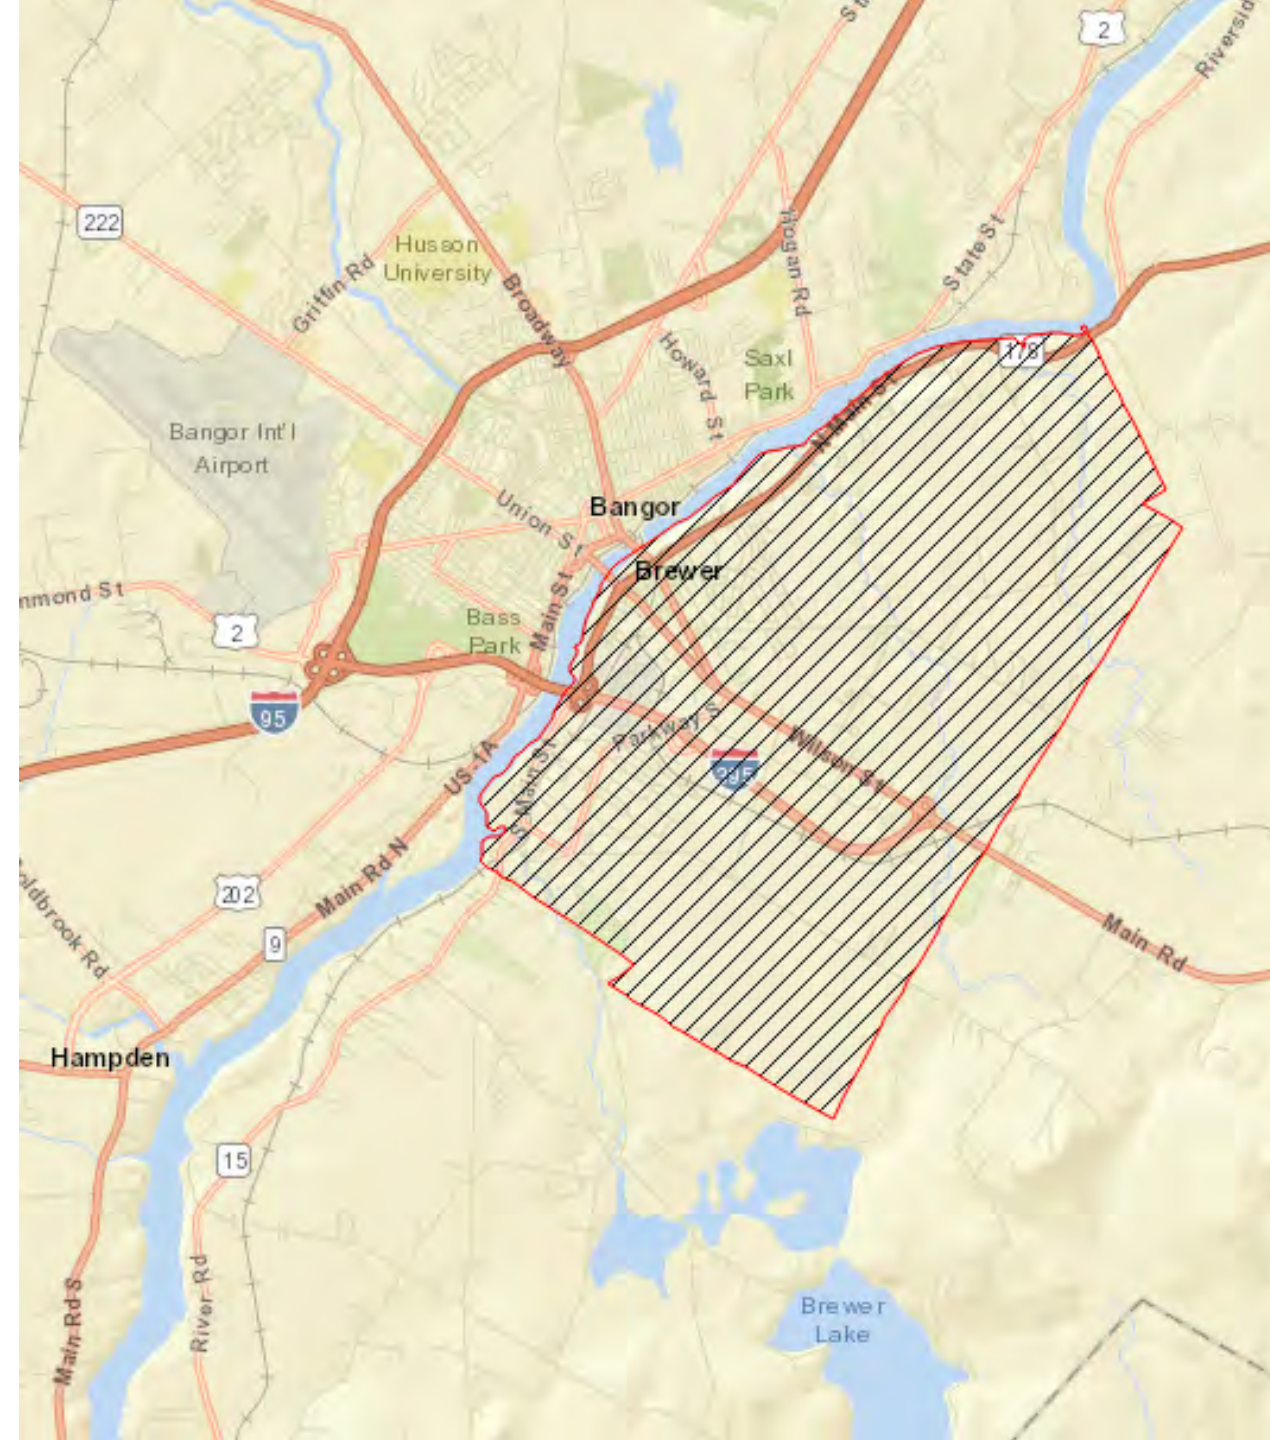 St
2
Riverside
222
Husson
University
Griffin Rd
Broadway
Hogan Rd
State St
178
Howard St
Saxl
Park
N Main St
Bangor Int'l
Airport
Union St
Bangor
Brewer
mmond St
2
Bass
Park
Main St
95
Parkway S
US-1A
S Main St
395
Wilson St
202
Main Rd N
9
oldbrook Rd
Main Rd
Hampden
15
River Rd
Main Rd S
Brewer
Lake